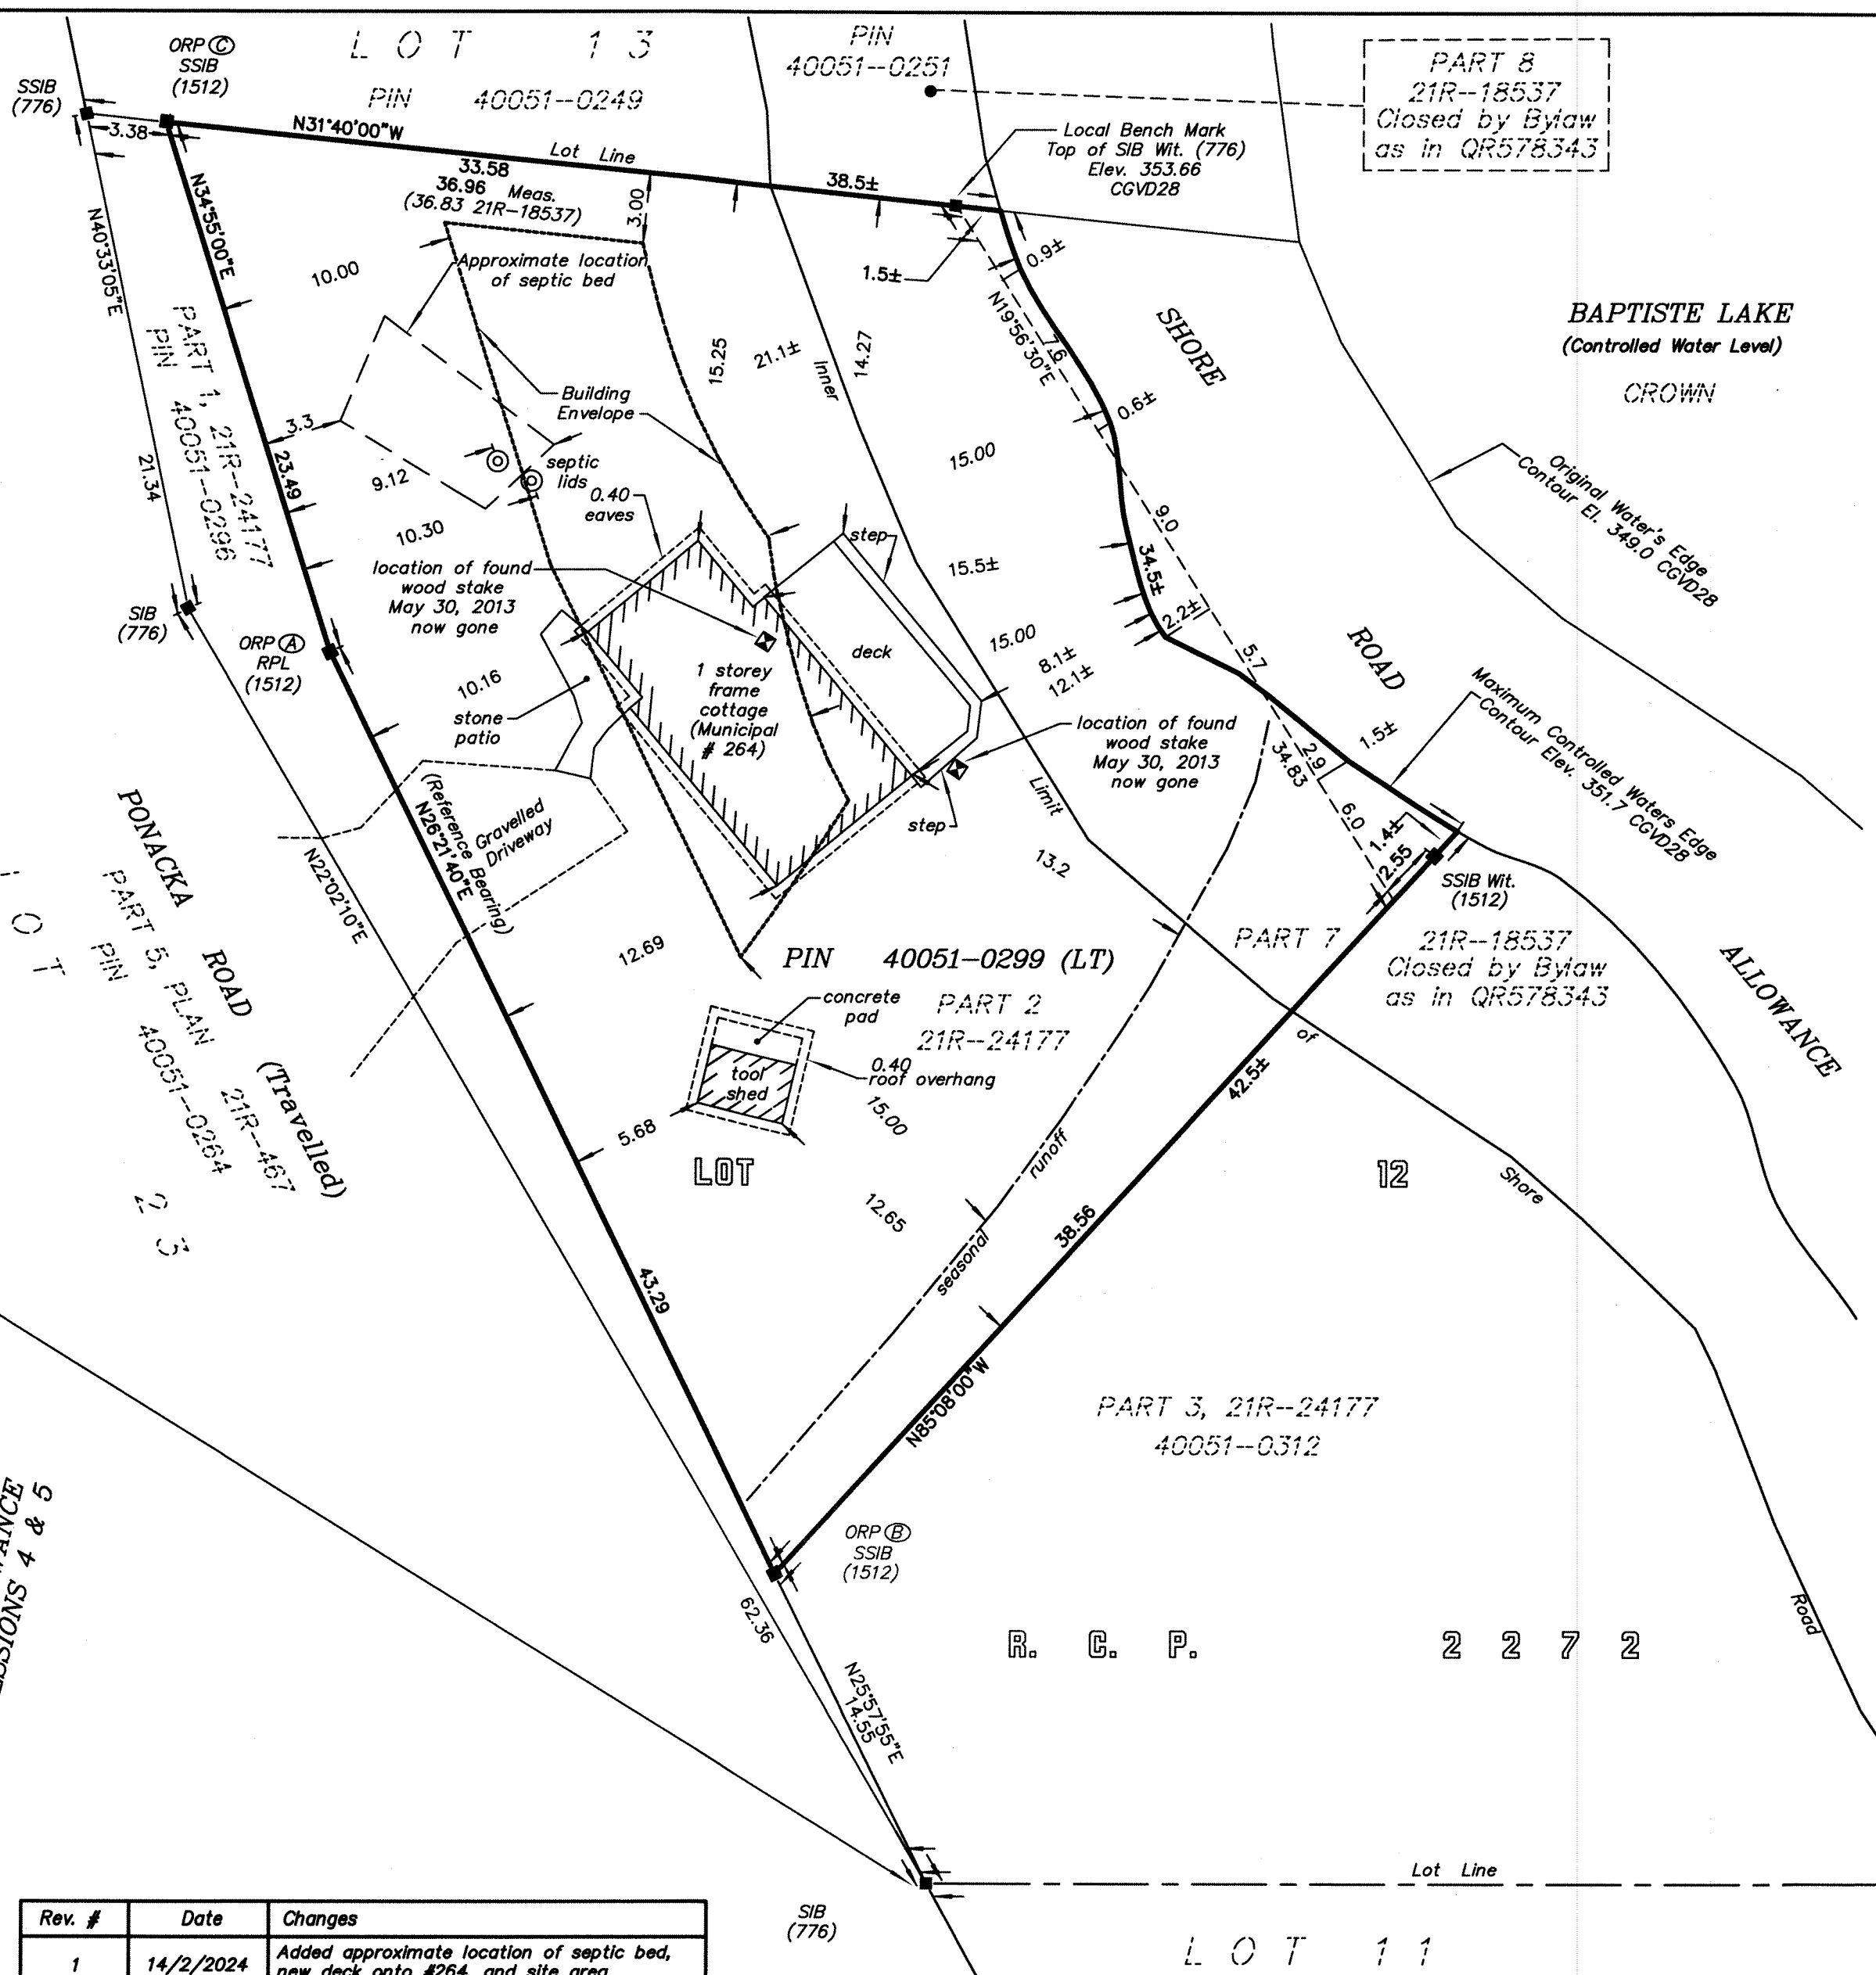 LOT 13
PIN 40051--0249
PIN
40051--0251
PART 8
21R--18537
Closed by Bylaw
as in QR578343
ORP Ⓒ
SSIB
(1512)
SSIB
(776)
3.38
N31°40'00"W
Lot Line
33.58
36.96 Meas.
(36.83 21R-18537)
3.00
38.5±
Local Bench Mark
Top of SIB Wit. (776)
Elev. 353.66
CGVD28
1.5±
0.9±
N34°55'00"E
N40°33'05"E
10.00
Approximate location
of septic bed
Building
Envelope
15.25
21.1±
14.27
Inner
N19°56'30"E
7.6
SHORE
BAPTISTE LAKE
(Controlled Water Level)
CROWN
0.6±
PART 1, 21R--24177
PIN 40051--0296
21.34
3.3
23.49
9.12
septic
lids
0.40
eaves
15.00
9.0
Original Water's Edge
Contour El. 349.0 CGVD28
10.30
step
15.5±
34.5±
location of found
wood stake
May 30, 2013
now gone
SIB
(776)
ORP Ⓐ
RPL
(1512)
2.2±
5.7
ROAD
deck
15.00
8.1±
12.1±
1 storey
frame
cottage
(Municipal
# 264)
10.16
stone
patio
location of found
wood stake
May 30, 2013
now gone
step
Limit
1.5±
2.9
34.83
6.0
1.4±
2.55
Maximum Controlled Waters Edge
Contour Elev. 351.7 CGVD28
SSIB Wit.
(1512)
(Reference Bearing)
N26°21'40"E
Gravelled
Driveway
N22°02'10"E
13.2
PONACKA ROAD (Travelled)
PART 5, PLAN 21R--467
PIN 40051--0264
LOT 23
12.69
PIN 40051-0299 (LT)
PART 2
21R--24177
PART 7
21R--18537
Closed by Bylaw
as in QR578343
ALLOWANCE
concrete
pad
0.40
roof overhang
tool
shed
of
42.5±
5.68
15.00
LOT 12
runoff
Shore
12.65
seasonal
38.56
43.29
N85°08'00"W
PART 3, 21R--24177
40051--0312
4 & 5
ORP Ⓑ
SSIB
(1512)
62.36
R. C. P. 2272
Road
N25°57'55"E
14.55
Lot Line
SIB
(776)
LOT 11
Rev. # Date Changes
1 14/2/2024 Added approximate location of septic bed,
new deck onto #264, and site area